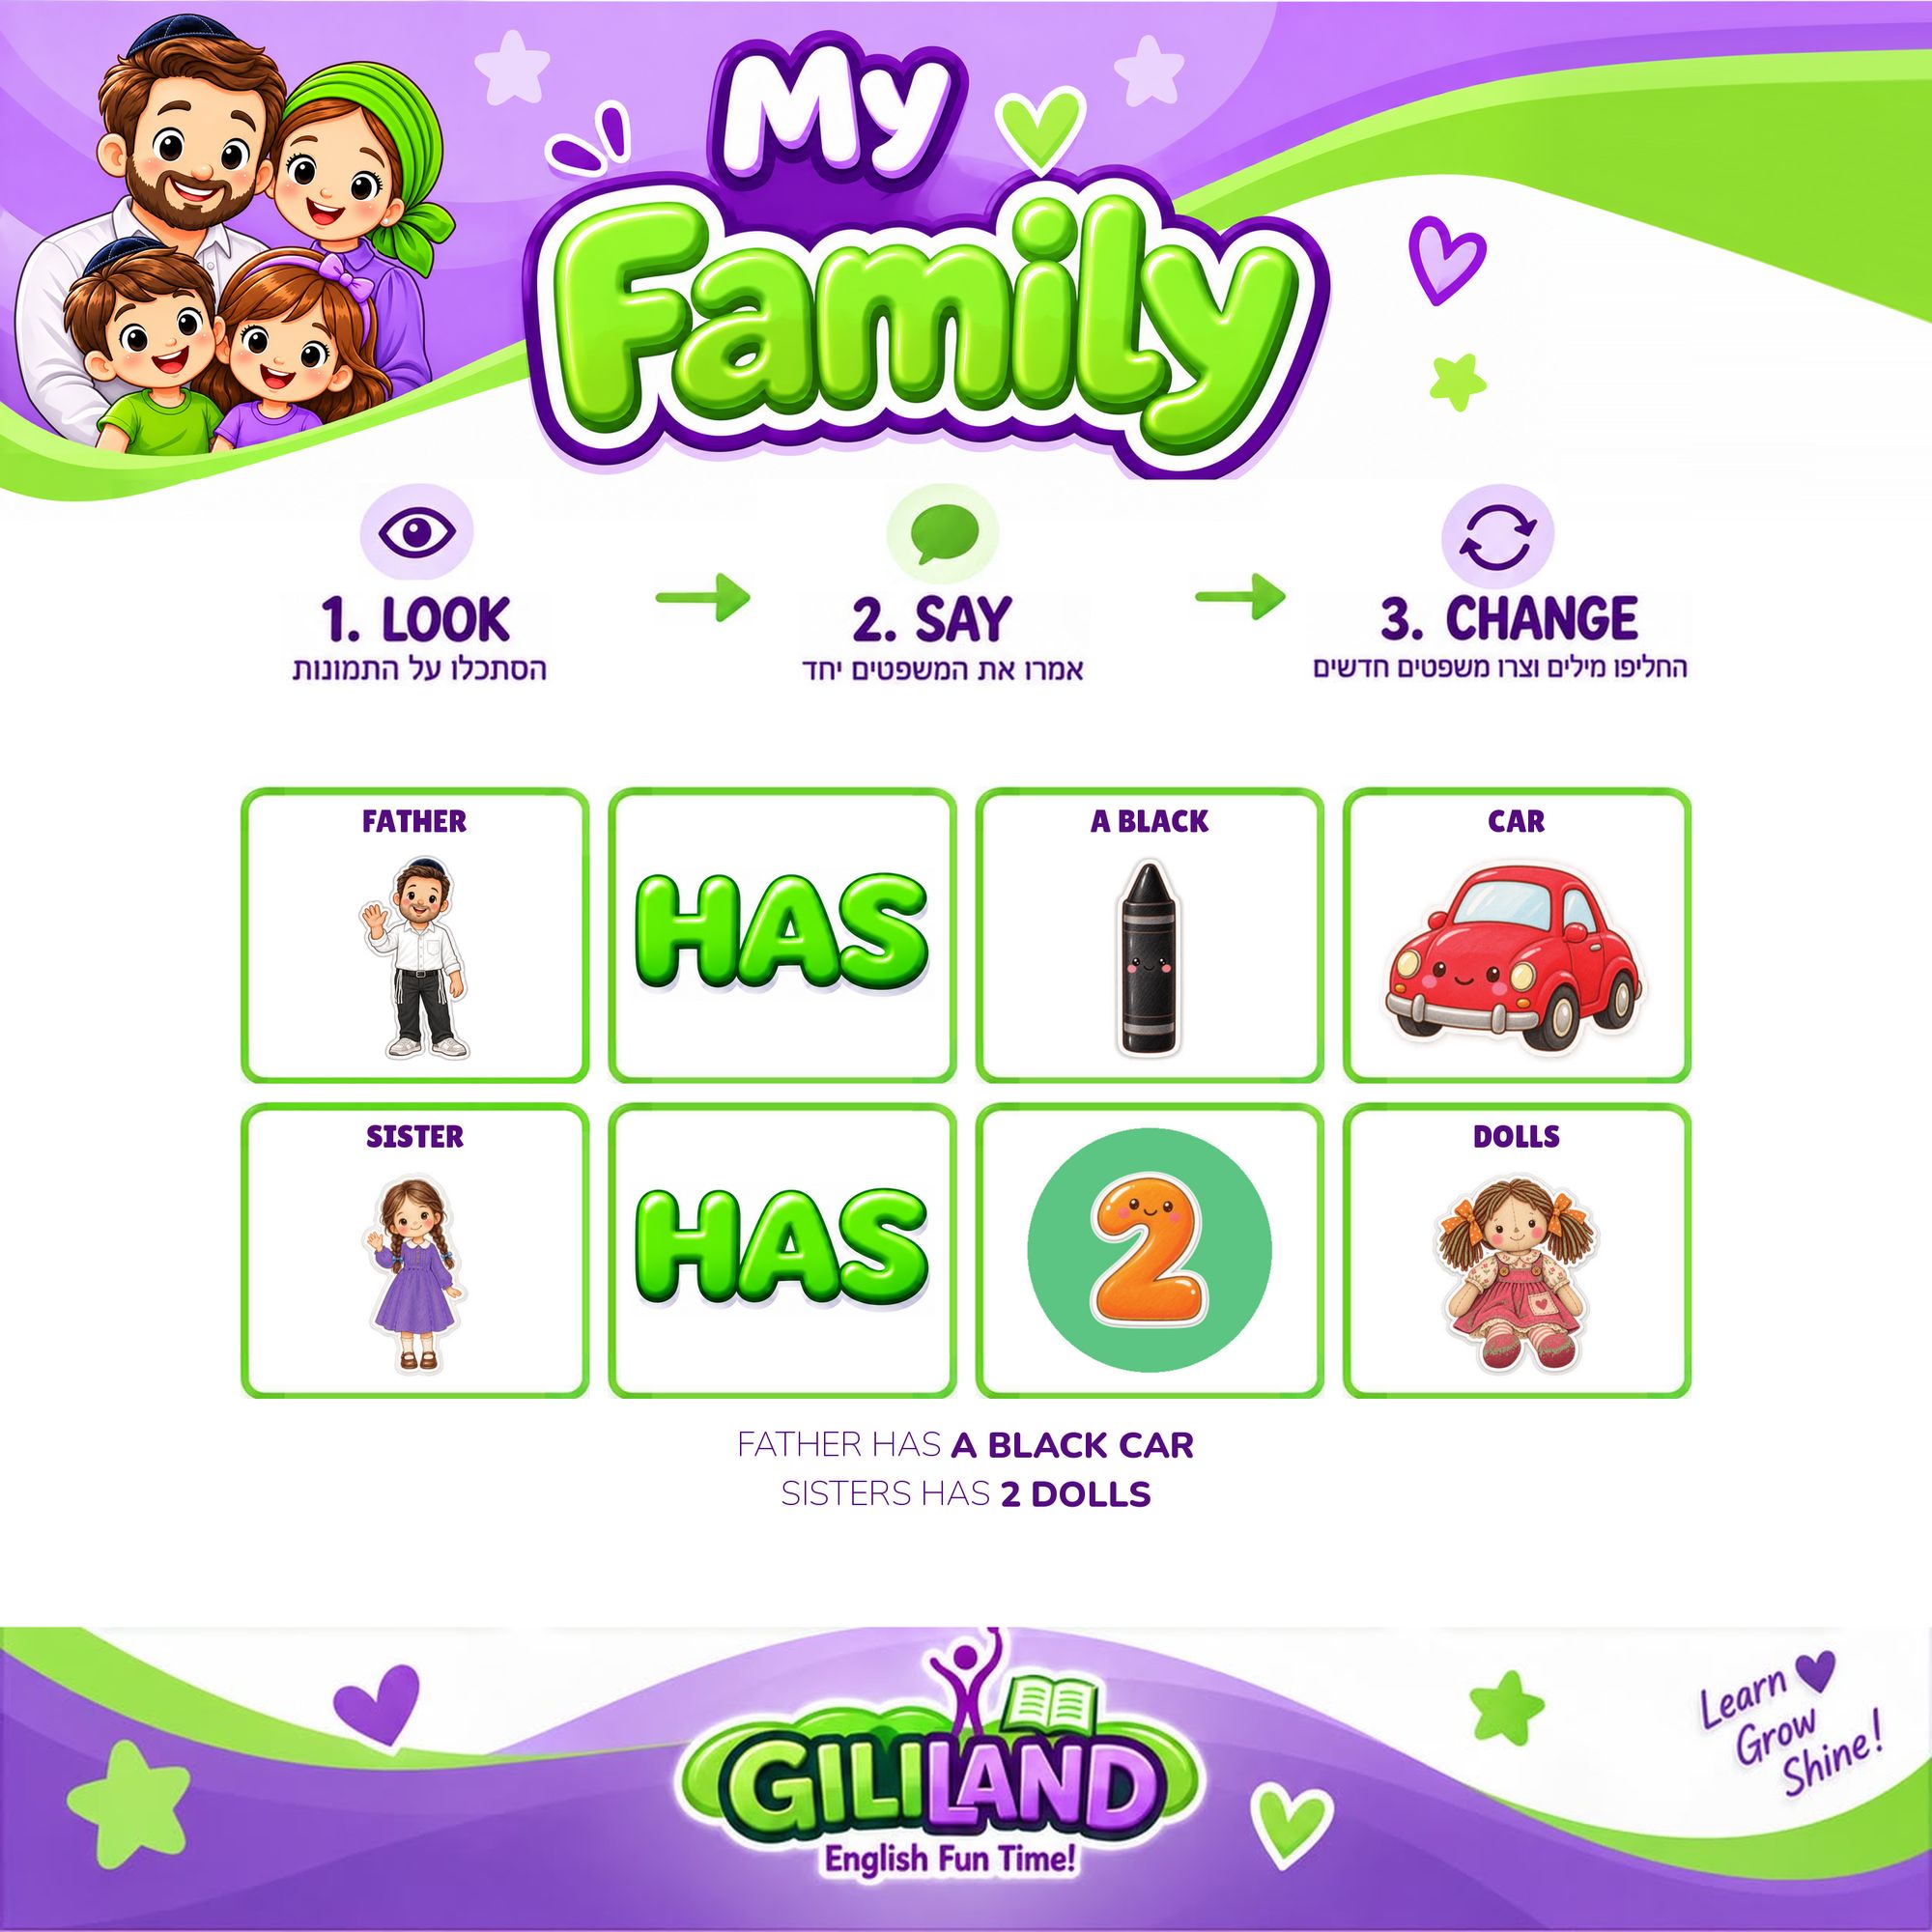 My
Family
1. LOOK
הסתכלו על התמונות
2. SAY
אמרו את המשפטים יחד
3. CHANGE
החליפו מילים וצרו משפטים חדשים
FATHER
HAS
A BLACK
CAR
SISTER
HAS
2
DOLLS
FATHER HAS A BLACK CAR
SISTERS HAS 2 DOLLS
GILILAND
English Fun Time!
Learn
Grow
Shine!